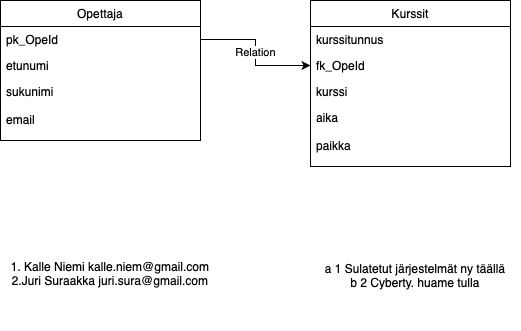 Opettaja
pk_OpeId
etunumi
sukunimi
email
Relation
Kurssit
kurssitunnus
fk_OpeId
kurssi
aika
paikka
1. Kalle Niemi kalle.niem@gmail.com
2.Juri Suraakka juri.sura@gmail.com
a 1 Sulatetut järjestelmät ny täällä
b 2 Cyberty. huame tulla